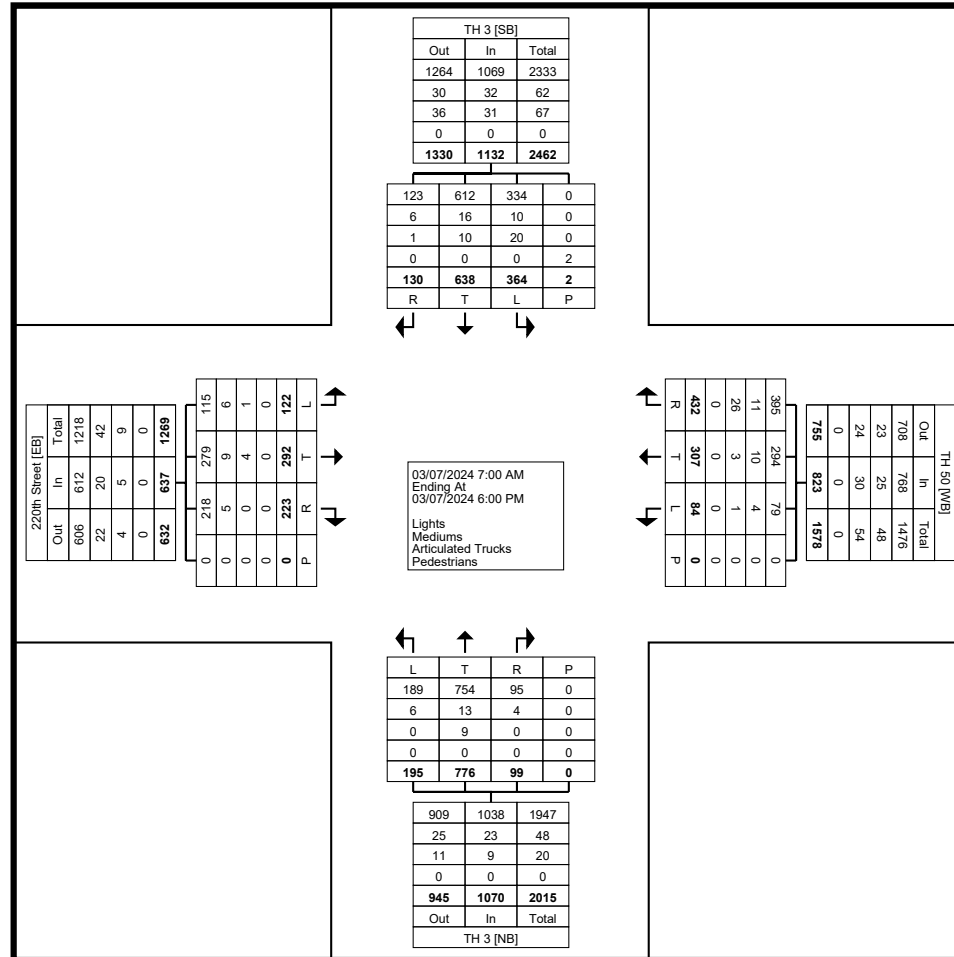 TH 3 [SB]
Out In Total
1264 1069 2333
30 32 62
36 31 67
0 0 0
1330 1132 2462
123 612 334 0
6 16 10 0
1 10 20 0
0 0 0 2
130 638 364 2
R T L P
220th Street [EB]
Total 1218 42 9 0 1269
In 612 20 5 0 637
Out 606 22 4 0 632
115 6 1 0 122 L
279 9 4 0 292 T
218 5 0 0 223 R
0 0 0 0 0 P
03/07/2024 7:00 AM
Ending At
03/07/2024 6:00 PM
Lights
Mediums
Articulated Trucks
Pedestrians
R 432 0 26 11 395
T 307 0 3 10 294
L 84 0 1 4 79
P 0 0 0 0 0
TH 50 [WB]
755 0 24 23 708 Out
823 0 30 25 768 In
1578 0 54 48 1476 Total
L T R P
189 754 95 0
6 13 4 0
0 9 0 0
0 0 0 0
195 776 99 0
909 1038 1947
25 23 48
11 9 20
0 0 0
945 1070 2015
Out In Total
TH 3 [NB]